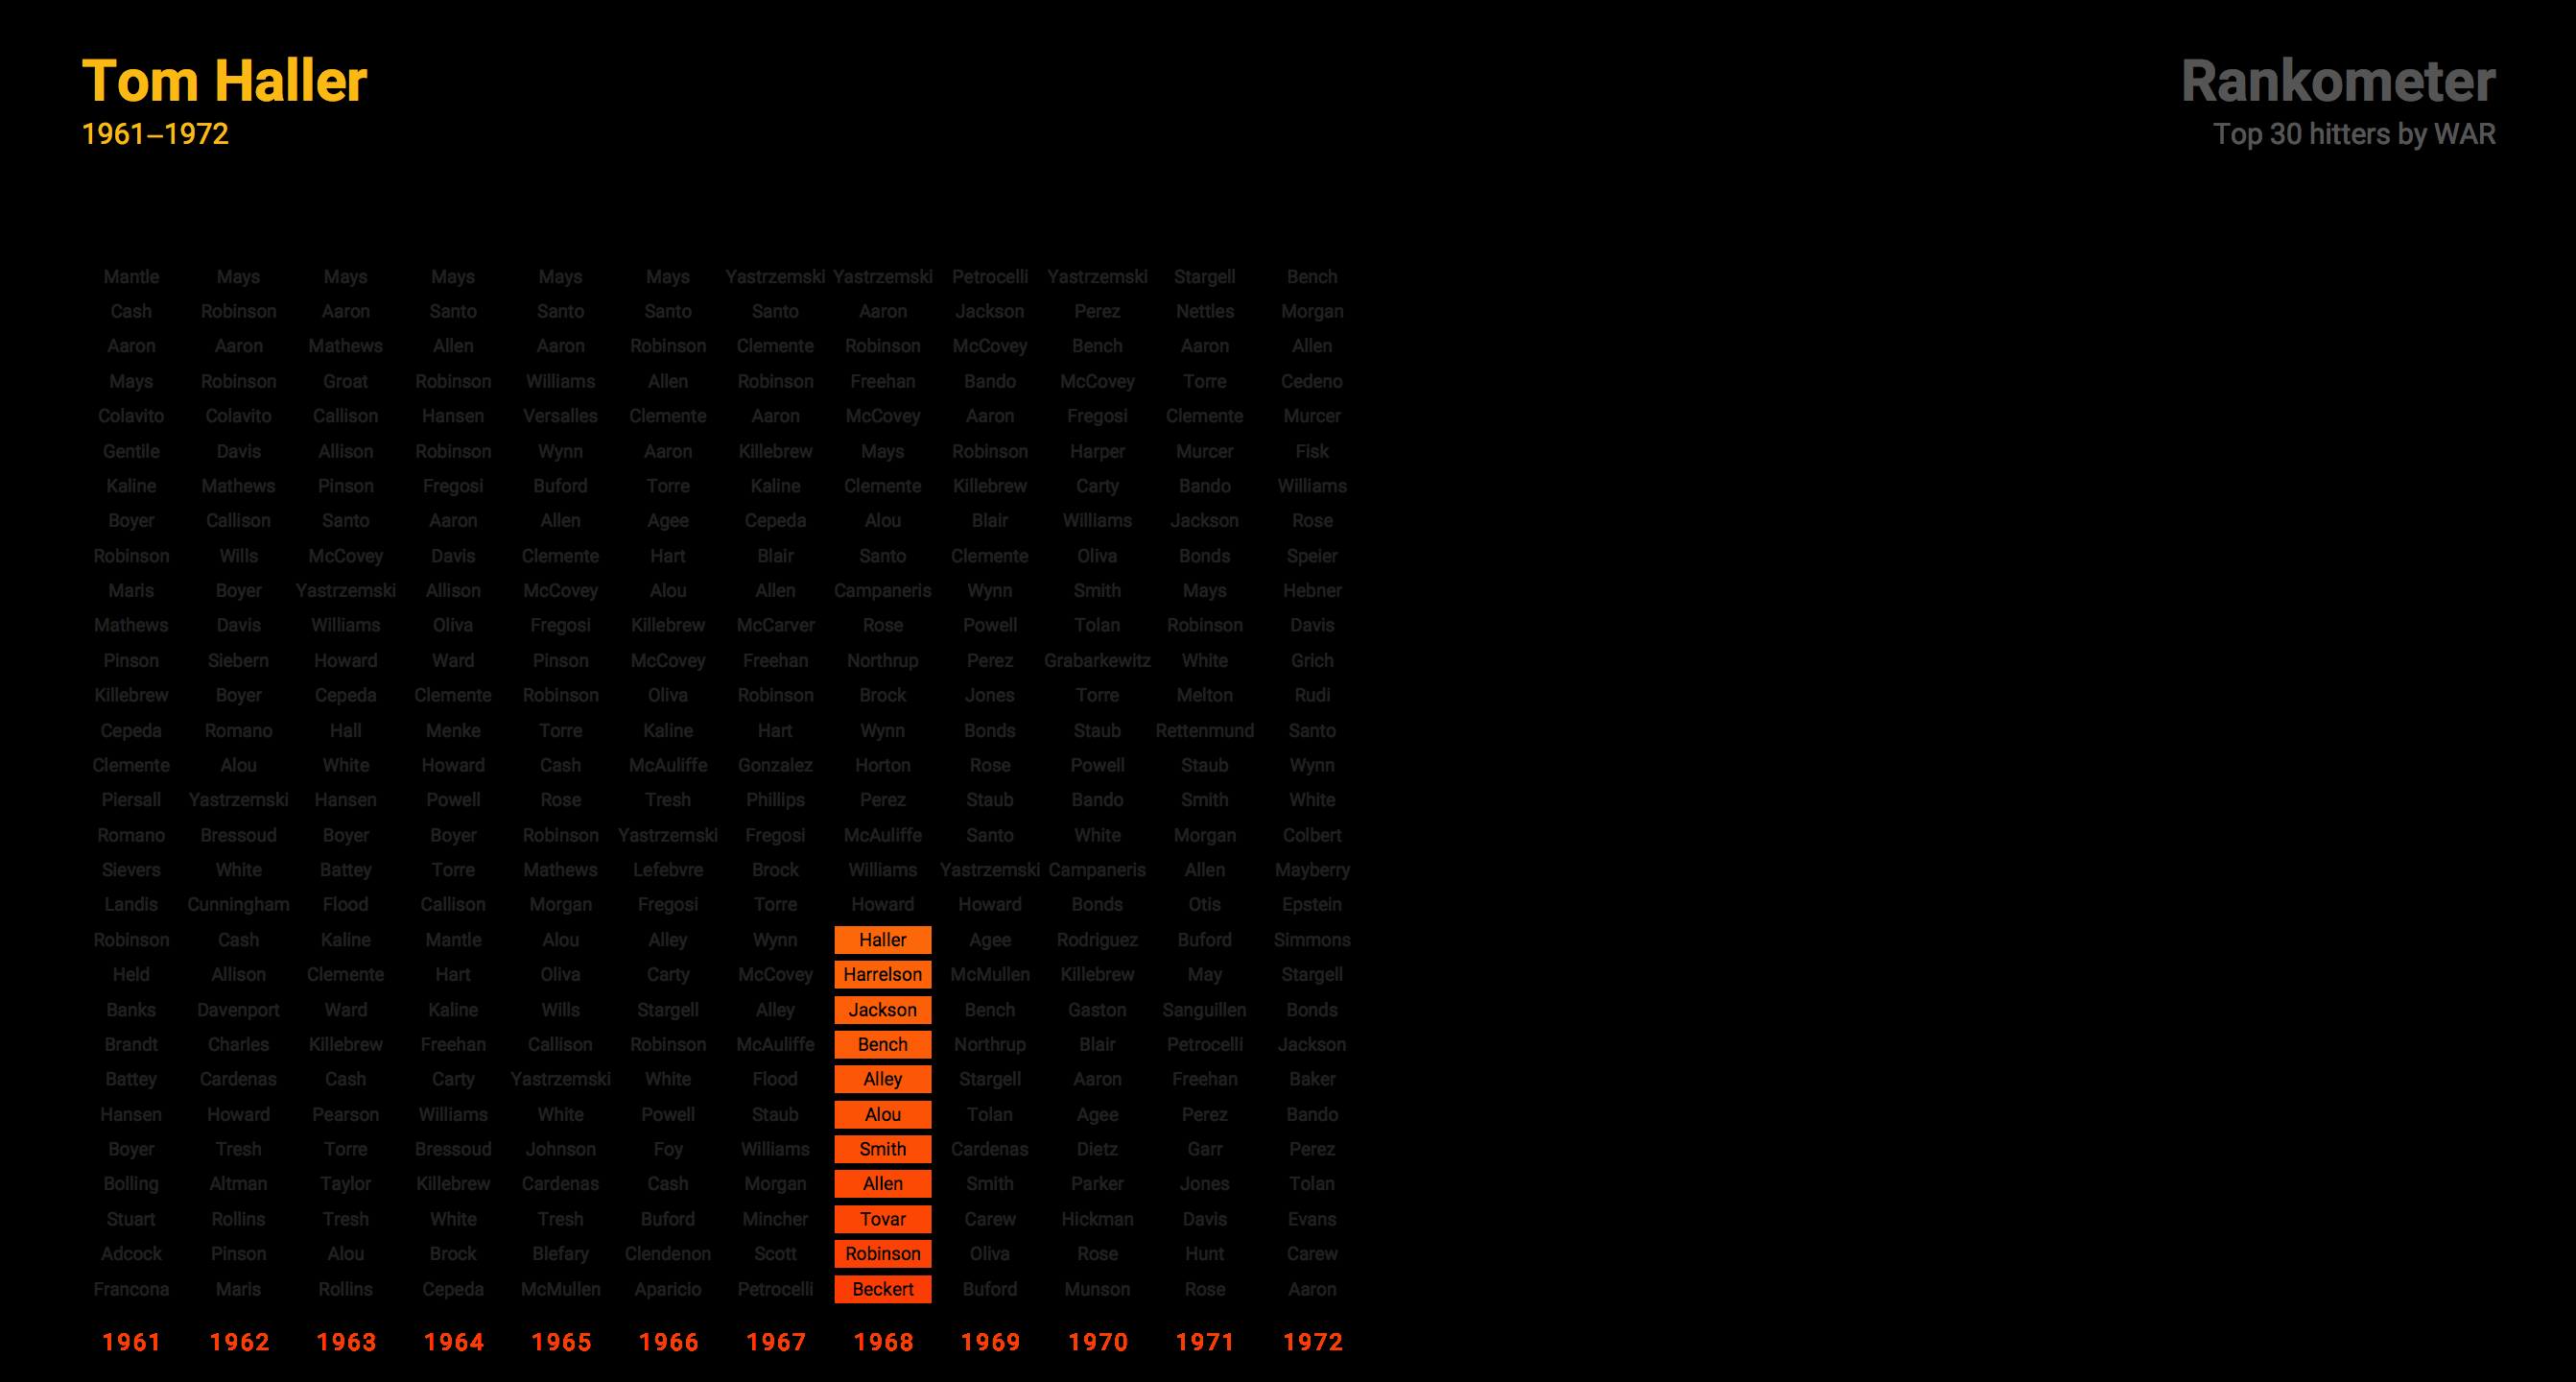 Tom Haller
1961–1972
Rankometer
Top 30 hitters by WAR
Mantle Mays Mays Mays Mays Mays Yastrzemski Yastrzemski Petrocelli Yastrzemski Stargell Bench
Cash Robinson Aaron Santo Santo Santo Santo Aaron Jackson Perez Nettles Morgan
Aaron Aaron Mathews Allen Aaron Robinson Clemente Robinson McCovey Bench Aaron Allen
Mays Robinson Groat Robinson Williams Allen Robinson Freehan Bando McCovey Torre Cedeno
Colavito Colavito Callison Hansen Versalles Clemente Aaron McCovey Aaron Fregosi Clemente Murcer
Gentile Davis Allison Robinson Wynn Aaron Killebrew Mays Robinson Harper Murcer Fisk
Kaline Mathews Pinson Fregosi Buford Torre Kaline Clemente Killebrew Carty Bando Williams
Boyer Callison Santo Aaron Allen Agee Cepeda Alou Blair Williams Jackson Rose
Robinson Wills McCovey Davis Clemente Hart Blair Santo Clemente Oliva Bonds Speier
Maris Boyer Yastrzemski Allison McCovey Alou Allen Campaneris Wynn Smith Mays Hebner
Mathews Davis Williams Oliva Fregosi Killebrew McCarver Rose Powell Tolan Robinson Davis
Pinson Siebern Howard Ward Pinson McCovey Freehan Northrup Perez Grabarkewitz White Grich
Killebrew Boyer Cepeda Clemente Robinson Oliva Robinson Brock Jones Torre Melton Rudi
Cepeda Romano Hall Menke Torre Kaline Hart Wynn Bonds Staub Rettenmund Santo
Clemente Alou White Howard Cash McAuliffe Gonzalez Horton Rose Powell Staub Wynn
Piersall Yastrzemski Hansen Powell Rose Tresh Phillips Perez Staub Bando Smith White
Romano Bressoud Boyer Boyer Robinson Yastrzemski Fregosi McAuliffe Santo White Morgan Colbert
Sievers White Battey Torre Mathews Lefebvre Brock Williams Yastrzemski Campaneris Allen Mayberry
Landis Cunningham Flood Callison Morgan Fregosi Torre Howard Howard Bonds Otis Epstein
Robinson Cash Kaline Mantle Alou Alley Wynn Haller Agee Rodriguez Buford Simmons
Held Allison Clemente Hart Oliva Carty McCovey Harrelson McMullen Killebrew May Stargell
Banks Davenport Ward Kaline Wills Stargell Alley Jackson Bench Gaston Sanguillen Bonds
Brandt Charles Killebrew Freehan Callison Robinson McAuliffe Bench Northrup Blair Petrocelli Jackson
Battey Cardenas Cash Carty Yastrzemski White Flood Alley Stargell Aaron Freehan Baker
Hansen Howard Pearson Williams White Powell Staub Alou Tolan Agee Perez Bando
Boyer Tresh Torre Bressoud Johnson Foy Williams Smith Cardenas Dietz Garr Perez
Bolling Altman Taylor Killebrew Cardenas Cash Morgan Allen Smith Parker Jones Tolan
Stuart Rollins Tresh White Tresh Buford Mincher Tovar Carew Hickman Davis Evans
Adcock Pinson Alou Brock Blefary Clendenon Scott Robinson Oliva Rose Hunt Carew
Francona Maris Rollins Cepeda McMullen Aparicio Petrocelli Beckert Buford Munson Rose Aaron
1961 1962 1963 1964 1965 1966 1967 1968 1969 1970 1971 1972